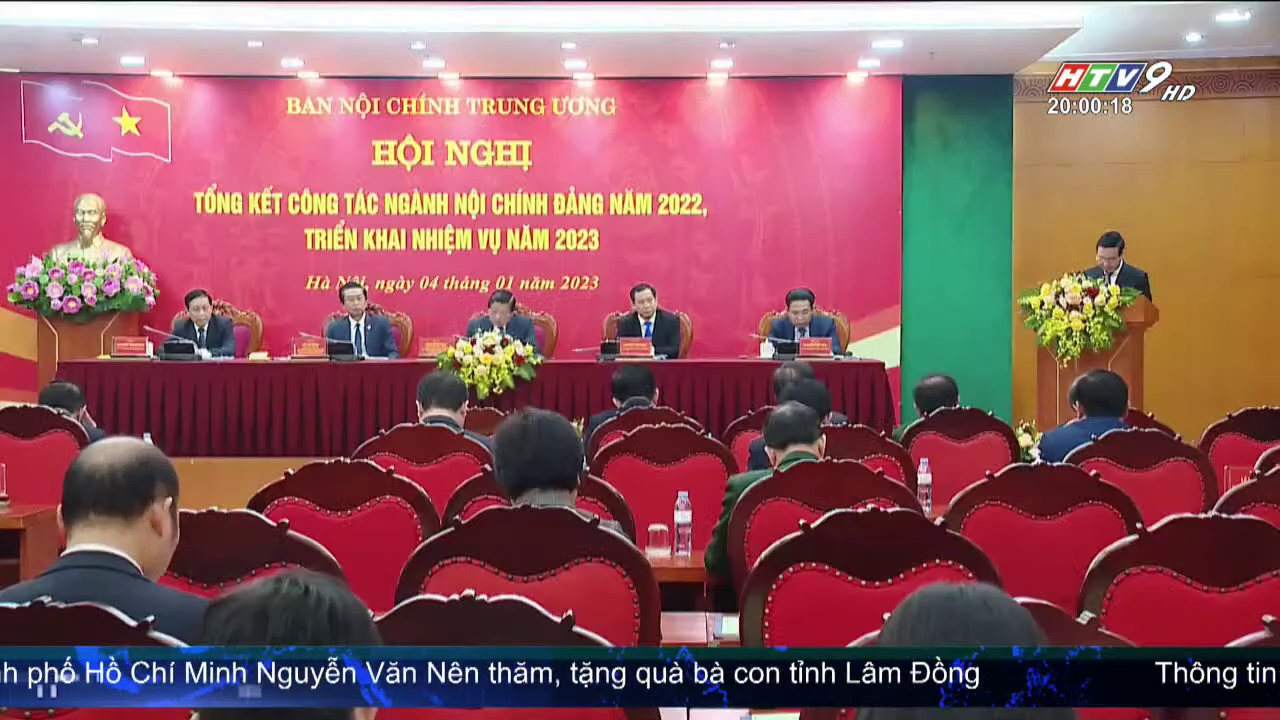 HTV9 HD
20:00:18
BAN NỘI CHÍNH TRUNG ƯƠNG
HỘI NGHỊ
TỔNG KẾT CÔNG TÁC NGÀNH NỘI CHÍNH ĐẢNG NĂM 2022,
TRIỂN KHAI NHIỆM VỤ NĂM 2023
Hà Nội, ngày 04 tháng 01 năm 2023
h phố Hồ Chí Minh Nguyễn Văn Nên thăm, tặng quà bà con tỉnh Lâm Đồng Thông tin